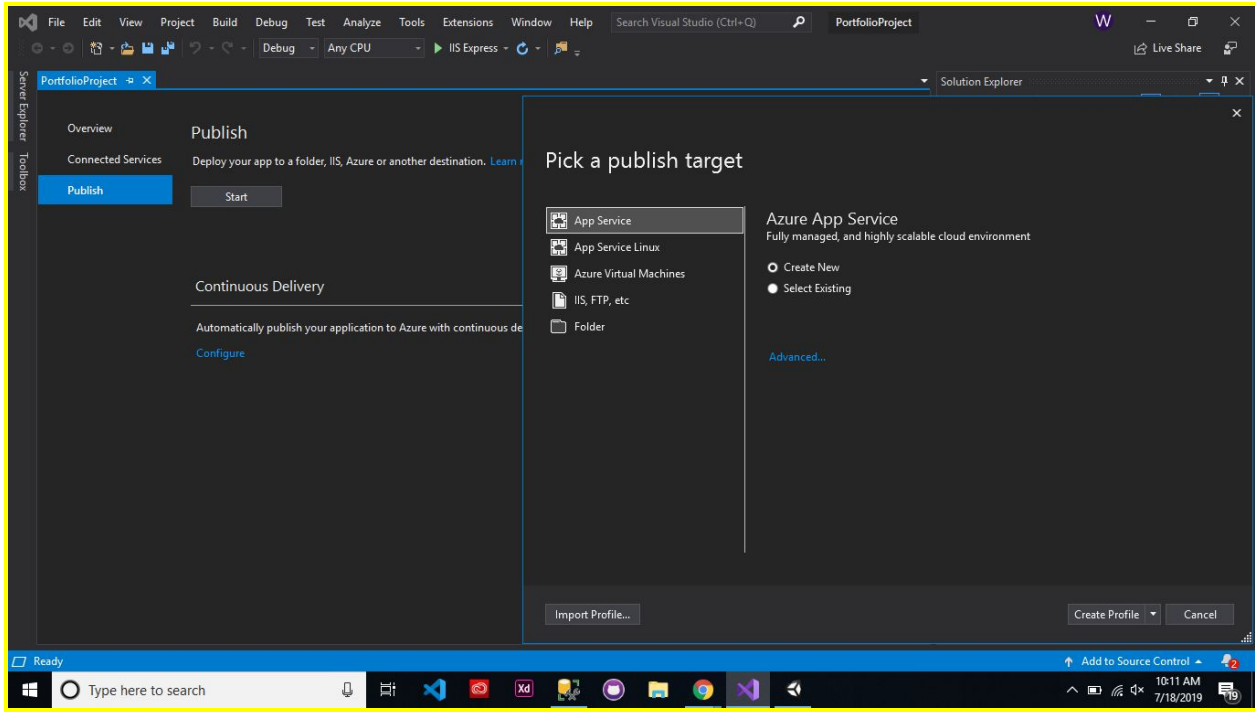 File Edit View Project Build Debug Test Analyze Tools Extensions Window Help Search Visual Studio (Ctrl+Q) PortfolioProject W
Debug Any CPU IIS Express Live Share
Server Explorer
Toolbox
PortfolioProject
Solution Explorer
Overview
Connected Services
Publish
Publish
Deploy your app to a folder, IIS, Azure or another destination. Learn
Start
Continuous Delivery
Automatically publish your application to Azure with continuous de
Configure
Pick a publish target
App Service
App Service Linux
Azure Virtual Machines
IIS, FTP, etc
Folder
Azure App Service
Fully managed, and highly scalable cloud environment
Create New
Select Existing
Advanced...
Import Profile...
Create Profile
Cancel
Ready
Add to Source Control
2
Type here to search
Xd
10:11 AM
7/18/2019
19